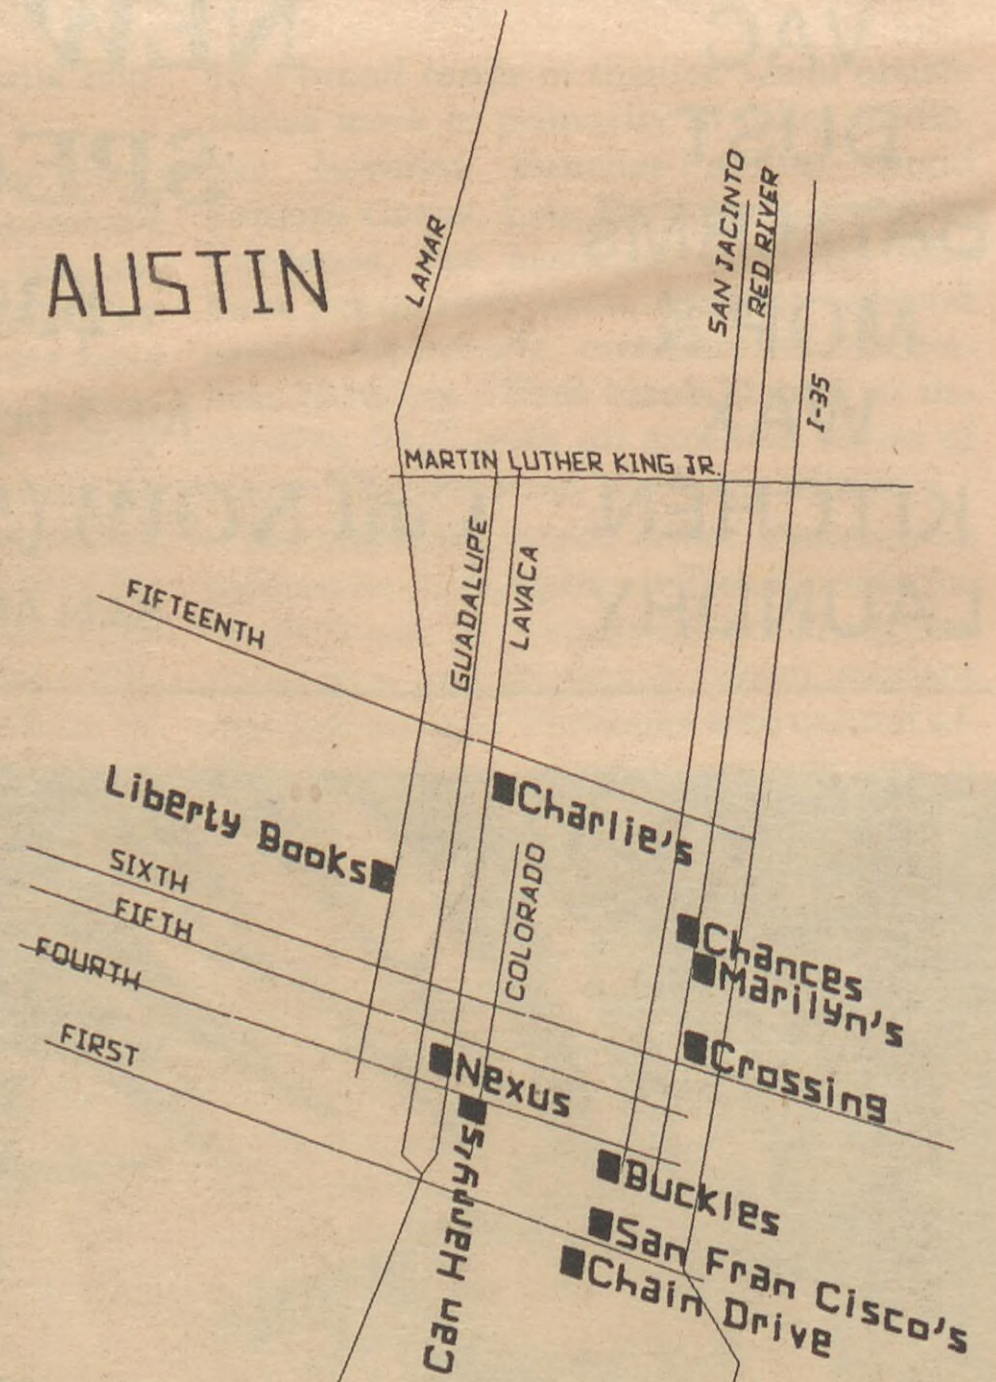 AUSTIN
LAMAR
SAN JACINTO
RED RIVER
I-35
MARTIN LUTHER KING JR.
GUADALUPE
LAVACA
FIFTEENTH
Liberty Books
Charlie's
SIXTH
FIFTH
FOURTH
FIRST
COLORADO
Chances
Marilyn's
Crossing
Nexus
Can Harry's
Buckles
San Fran Cisco's
Chain Drive